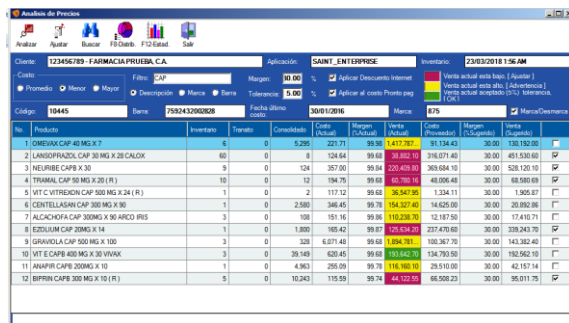 Analisis de Precios
Analizar Ajustar Buscar F8-Distrib. F12-Estad. Salir
Cliente: 123456789 - FARMACIA PRUEBA, C.A. Aplicación: SAINT_ENTERPRISE Inventario: 23/03/2018 1:56 AM
Costo Filtro: CAP Margen: 30.00 % Aplicar Descuento Internet Venta actual esta bajo. [ Ajustar ]
Promedio Menor Mayor Descripción Marca Barra Tolerancia: 5.00 % Aplicar al costo Pronto pag Venta actual esta alto. [ Advertencia ]
Venta actual aceptado (5%) tolerancia. [ OK ]
Código: 10445 Barra: 7592432002828 Fecha último costo: 30/01/2016 Marca: 875 Marca/Desmarca
No. Producto Inventario Transito Consolidado Costo (Actual) Margen (%Actual) Venta (Actual) Costo (Proveedor) Margen (%Sugerido) Venta (Sugerido)
1 OMEVAX CAP 40 MG X 7 6 0 5,295 221.71 99.98 1,417,787... 91,134.43 30.00 130,192.00
2 LANSOPRAZOL CAP 30 MG X 28 CALOX 60 0 8 124.64 99.68 38,882.10 316,071.40 30.00 451,530.60
3 NEURIBE CAPB X 30 9 0 124 357.00 99.84 220,409.80 369,684.10 30.00 528,120.10
4 TRAMAL CAP 50 MG X 20 ( R ) 10 0 12 194.75 99.68 60,780.16 48,006.48 30.00 68,580.69
5 VIT C VITREXDN CAP 500 MG X 24 ( R ) 1 0 2 117.12 99.68 36,547.95 1,334.11 30.00 1,905.87
6 CENTELLASAN CAP 300 MG X 90 1 0 2,580 346.45 99.78 154,327.40 14,625.00 30.00 20,892.86
7 ALCACHOFA CAP 300MG X 90 ARCO IRIS 3 0 108 151.16 99.86 110,238.70 12,187.50 30.00 17,410.71
8 EZOLIUM CAP 20MG X 14 1 0 1,800 165.42 99.87 125,634.20 237,470.60 30.00 339,243.70
9 GRAVIOLA CAP 500 MG X 100 3 0 328 6,071.48 99.68 1,894,781... 100,367.70 30.00 143,382.40
10 VIT E CAPB 400 MG X 30 VIVAX 3 0 39,149 620.45 99.68 193,642.70 134,793.50 30.00 192,562.10
11 ANAPIR CAPB 200MG X 10 1 0 4,963 255.09 99.78 116,160.10 29,510.00 30.00 42,157.14
12 BIFRIN CAPB 300 MG X 10 ( R ) 5 0 10,243 115.59 99.74 44,122.55 66,508.23 30.00 95,011.75